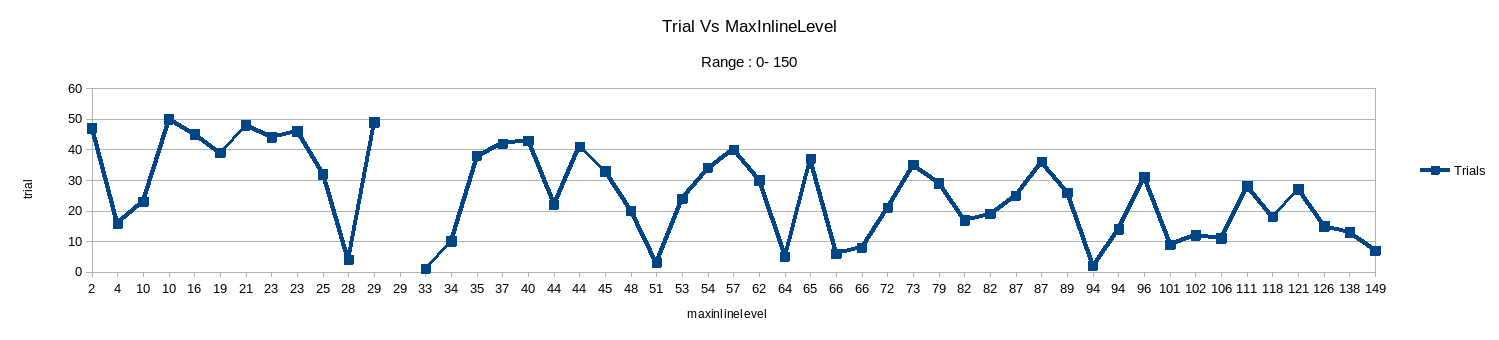 Trial Vs MaxInlineLevel
Range : 0- 150
60
50
40
30
20
10
0
trial
2 4 10 10 16 19 21 23 23 25 28 29 29 33 34 35 37 40 44 44 45 48 51 53 54 57 62 64 65 66 66 72 73 79 82 82 87 87 89 94 94 96 101 102 106 111 118 121 126 138 149
maxinlinelevel
Trials